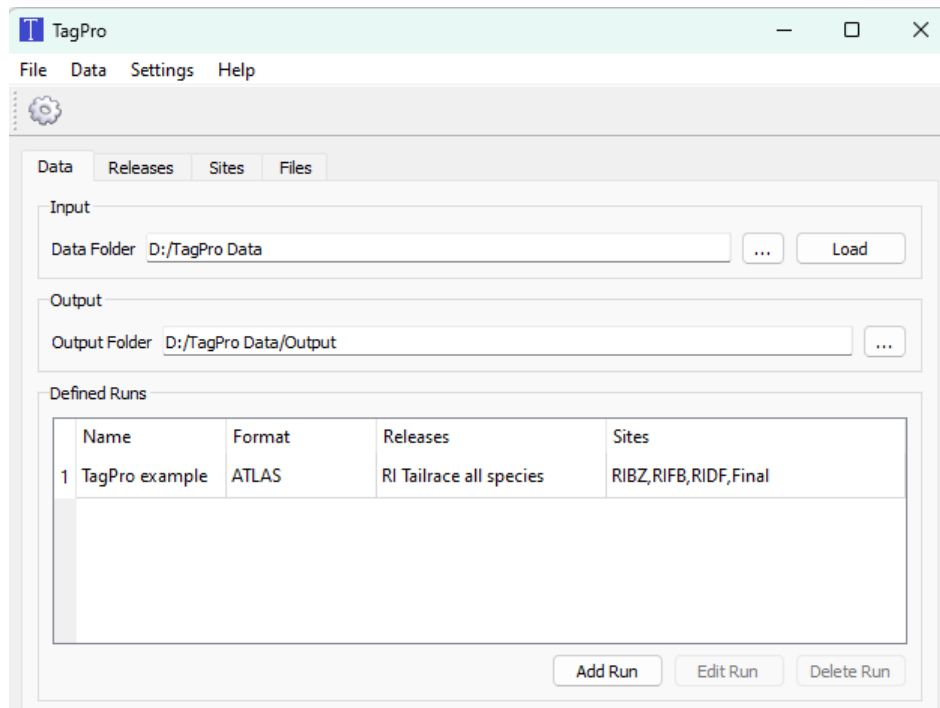 T TagPro
File Data Settings Help
Data Releases Sites Files
Input
Data Folder D:/TagPro Data ... Load
Output
Output Folder D:/TagPro Data/Output ...
Defined Runs
Name Format Releases Sites
1 TagPro example ATLAS RI Tailrace all species RIBZ,RIFB,RIDF,Final
Add Run Edit Run Delete Run